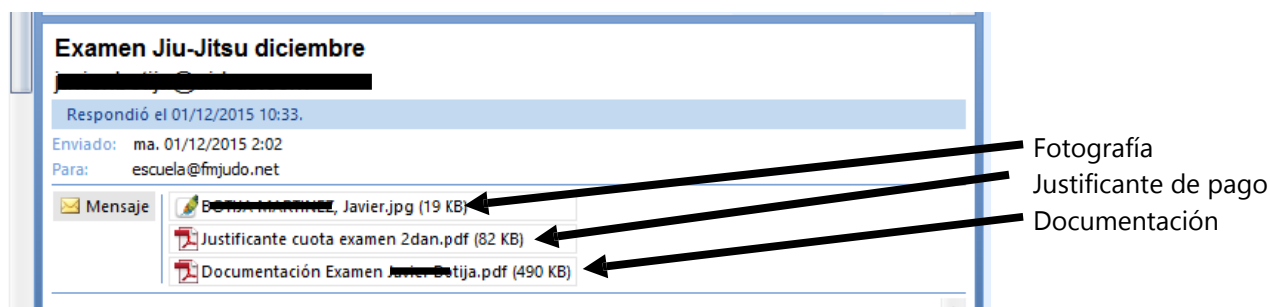 Examen Jiu-Jitsu diciembre
Respondió el 01/12/2015 10:33.
Enviado: ma. 01/12/2015 2:02
Para: escuela@fmjudo.net
Mensaje
, Javier.jpg (19 KB)
Justificante cuota examen 2dan.pdf (82 KB)
Documentación Examen .pdf (490 KB)
Fotografía
Justificante de pago
Documentación